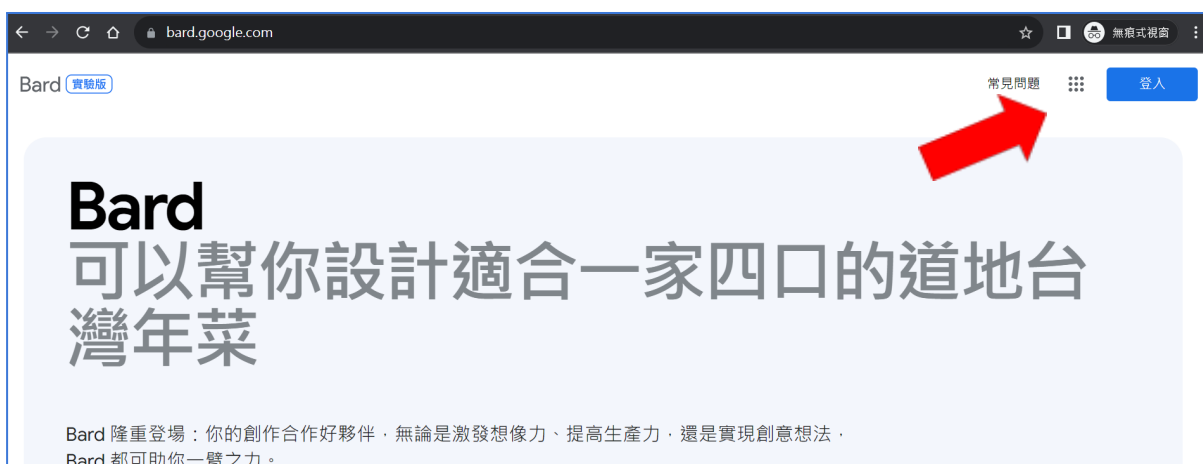 bard.google.com
無痕式視窗
Bard 實驗版
常見問題
登入
Bard
可以幫你設計適合一家四口的道地台
灣年菜
Bard 隆重登場：你的創作合作好夥伴，無論是激發想像力、提高生產力，還是實現創意想法，
Bard 都可助你一臂之力。